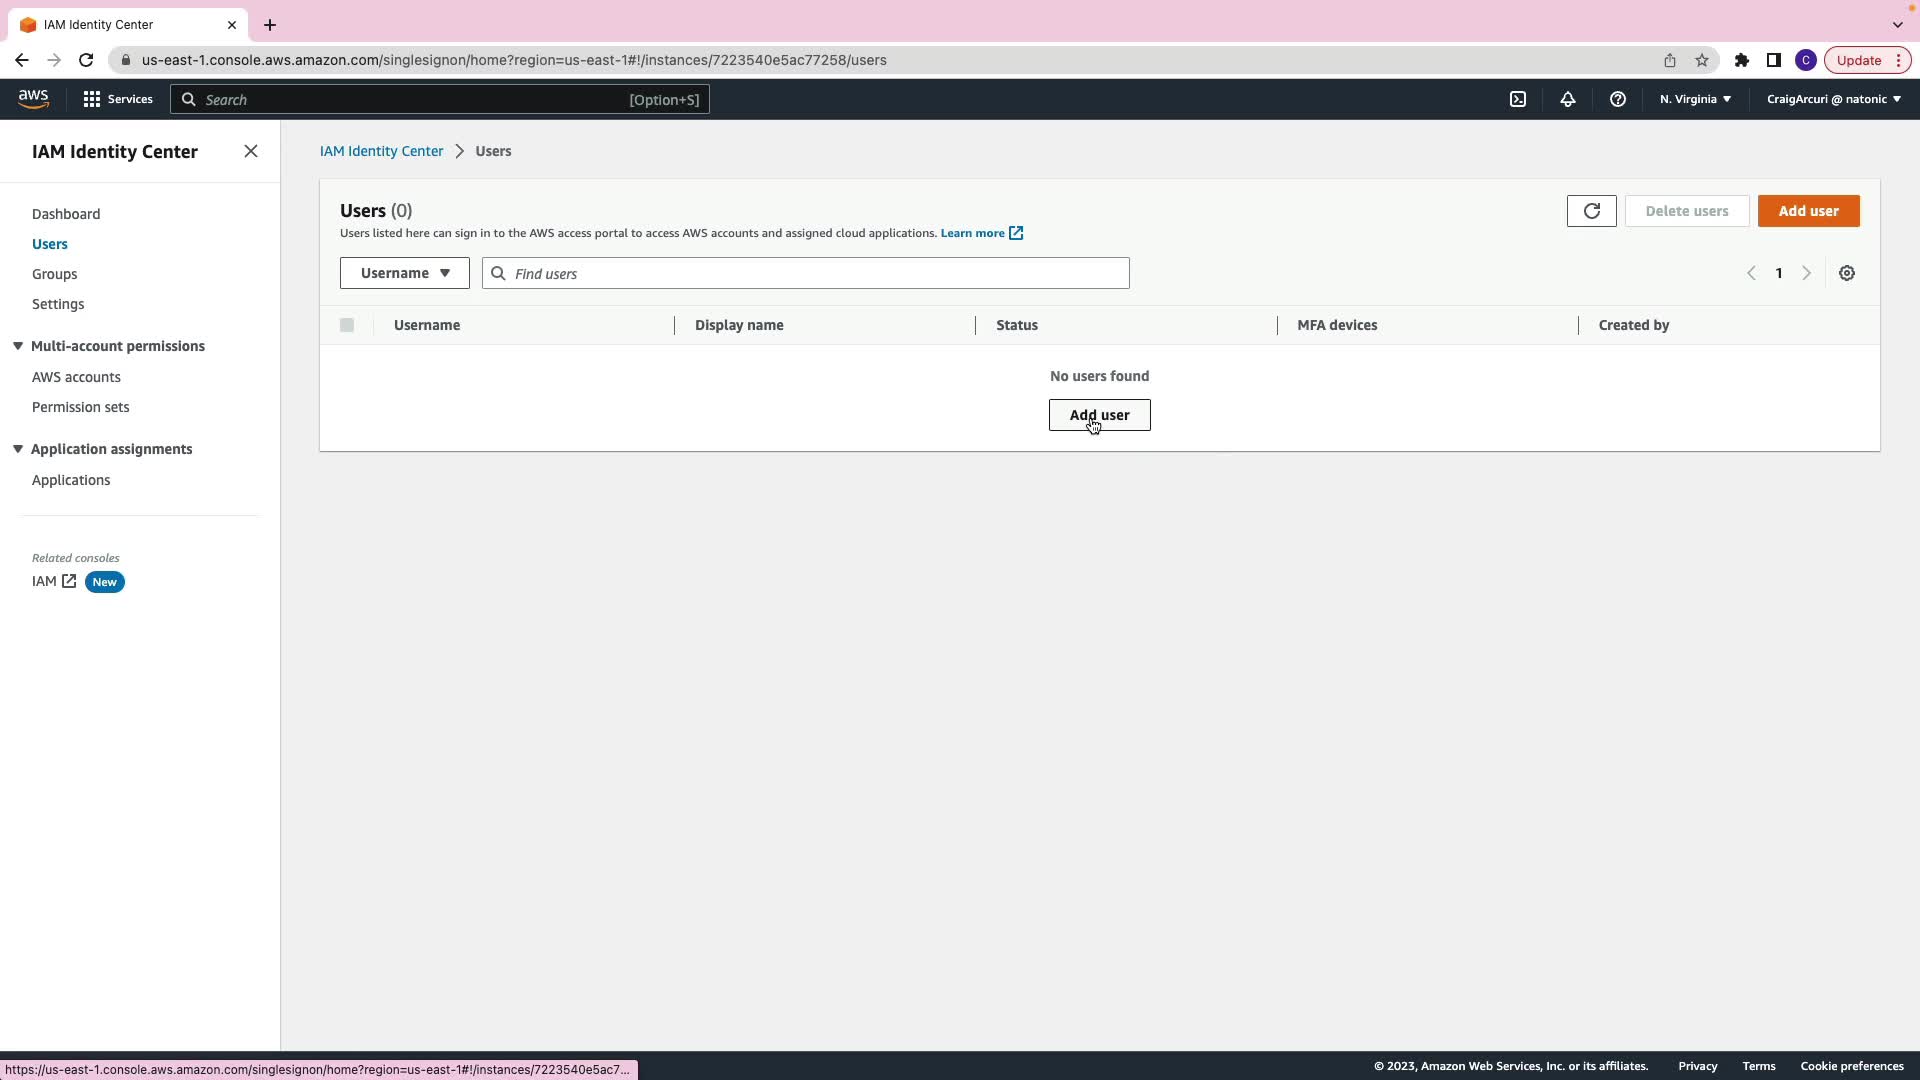 IAM Identity Center
us-east-1.console.aws.amazon.com/singlesignon/home?region=us-east-1#!/instances/7223540e5ac77258/users
C
Update
aws
Services
Search
[Option+S]
N. Virginia
CraigArcuri @ natonic
IAM Identity Center
Dashboard
Users
Groups
Settings
Multi-account permissions
AWS accounts
Permission sets
Application assignments
Applications
Related consoles
IAM
New
IAM Identity Center
Users
Users (0)
Users listed here can sign in to the AWS access portal to access AWS accounts and assigned cloud applications. Learn more
Delete users
Add user
Username
Find users
1
Username
Display name
Status
MFA devices
Created by
No users found
Add user
https://us-east-1.console.aws.amazon.com/singlesignon/home?region=us-east-1#!/instances/7223540e5ac7...
© 2023, Amazon Web Services, Inc. or its affiliates.
Privacy
Terms
Cookie preferences